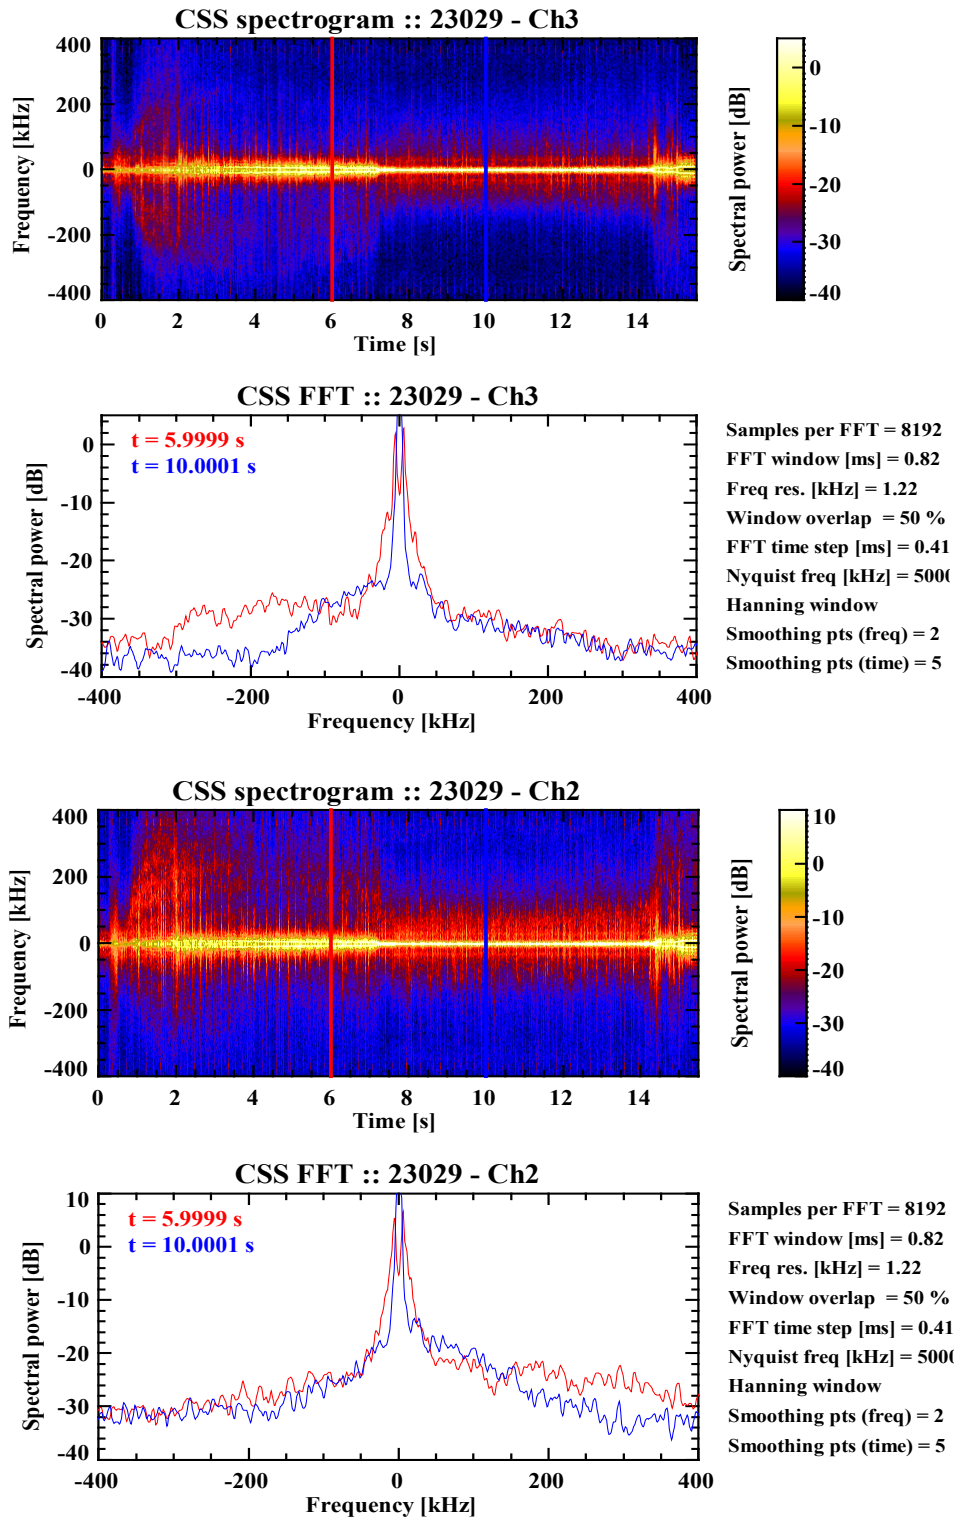 CSS spectrogram :: 23029 - Ch3
400
200
0
-200
-400
Frequency [kHz]
0 2 4 6 8 10 12 14
Time [s]
Spectral power [dB]
0
-10
-20
-30
-40
CSS FFT :: 23029 - Ch3
t = 5.9999 s
t = 10.0001 s
0
-10
-20
-30
-40
Spectral power [dB]
-400 -200 0 200 400
Frequency [kHz]
Samples per FFT = 8192
FFT window [ms] = 0.82
Freq res. [kHz] = 1.22
Window overlap = 50 %
FFT time step [ms] = 0.41
Nyquist freq [kHz] = 500
Hanning window
Smoothing pts (freq) = 2
Smoothing pts (time) = 5
CSS spectrogram :: 23029 - Ch2
400
200
0
-200
-400
Frequency [kHz]
0 2 4 6 8 10 12 14
Time [s]
Spectral power [dB]
10
0
-10
-20
-30
-40
CSS FFT :: 23029 - Ch2
t = 5.9999 s
t = 10.0001 s
10
0
-10
-20
-30
-40
Spectral power [dB]
-400 -200 0 200 400
Frequency [kHz]
Samples per FFT = 8192
FFT window [ms] = 0.82
Freq res. [kHz] = 1.22
Window overlap = 50 %
FFT time step [ms] = 0.41
Nyquist freq [kHz] = 500
Hanning window
Smoothing pts (freq) = 2
Smoothing pts (time) = 5